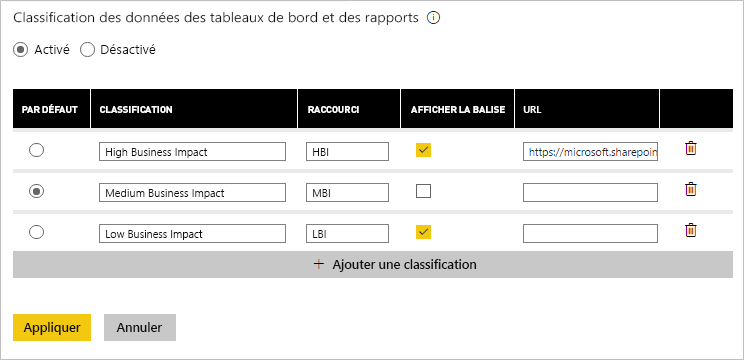 Classification des données des tableaux de bord et des rapports
Activé Désactivé
PAR DÉFAUT CLASSIFICATION RACCOURCI AFFICHER LA BALISE URL
High Business Impact HBI https://microsoft.sharepoin
Medium Business Impact MBI
Low Business Impact LBI
+ Ajouter une classification
Appliquer Annuler